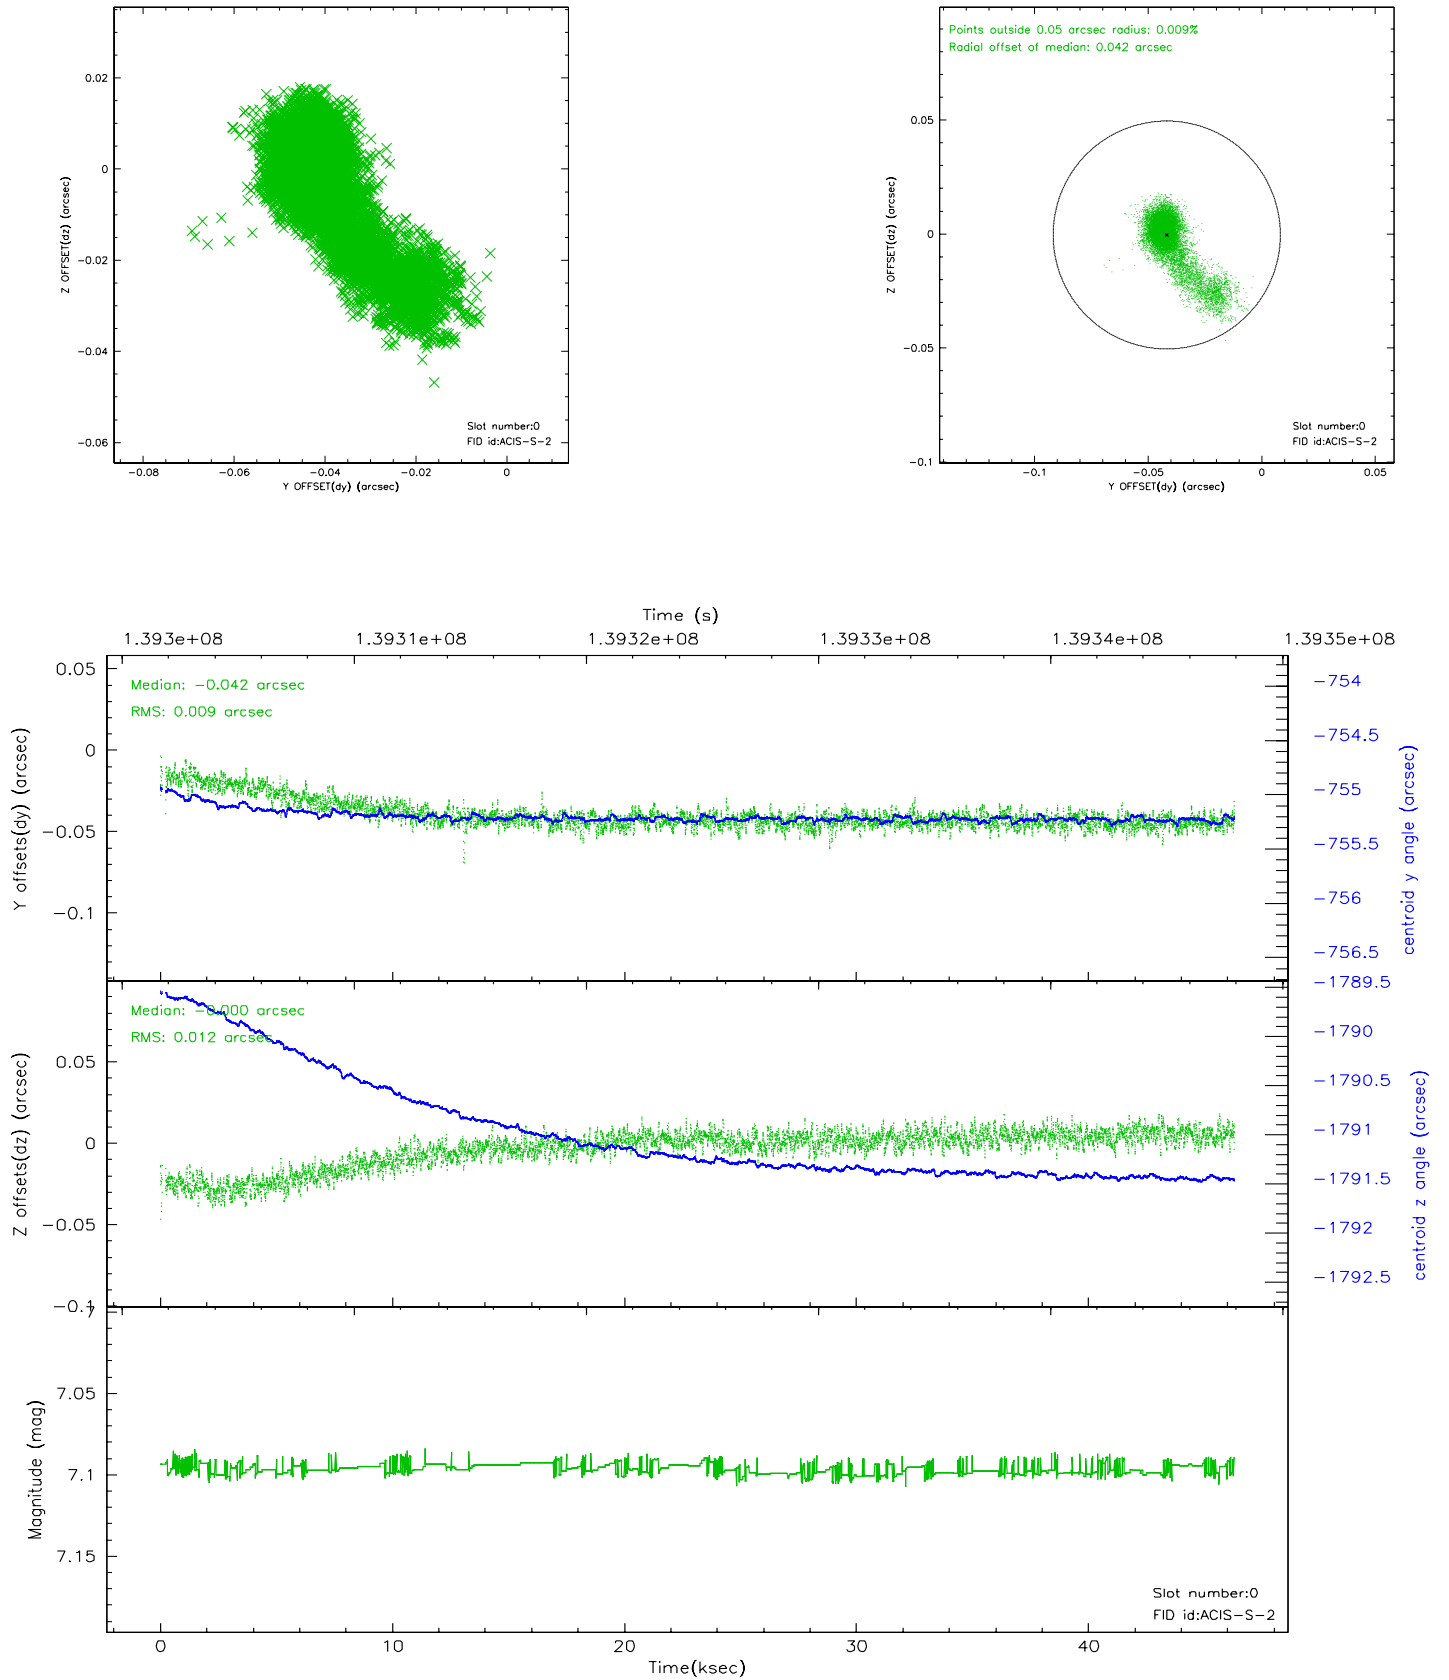 0.02
0
-0.02
-0.04
-0.06
-0.08
-0.06
-0.04
-0.02
0
Z OFFSET(dz) (arcsec)
Y OFFSET(dy) (arcsec)
Slot number:0
FID id:ACIS-S-2
Points outside 0.05 arcsec radius: 0.009%
Radial offset of median: 0.042 arcsec
0.05
0
-0.05
-0.1
-0.1
-0.05
0
0.05
Z OFFSET(dz) (arcsec)
Y OFFSET(dy) (arcsec)
Slot number:0
FID id:ACIS-S-2
Time (s)
1.393e+08
1.3931e+08
1.3932e+08
1.3933e+08
1.3934e+08
1.3935e+08
Median: -0.042 arcsec
RMS: 0.009 arcsec
0.05
0
-0.05
-0.1
Y offsets(dy) (arcsec)
-754
-754.5
-755
-755.5
-756
-756.5
centroid y angle (arcsec)
-1789.5
Median: -0.000 arcsec
RMS: 0.012 arcsec
0.05
0
-0.05
-0.1
Z offsets(dz) (arcsec)
-1790
-1790.5
-1791
-1791.5
-1792
-1792.5
centroid z angle (arcsec)
7
7.05
7.1
7.15
Magnitude (mag)
Slot number:0
FID id:ACIS-S-2
0
10
20
30
40
Time(ksec)